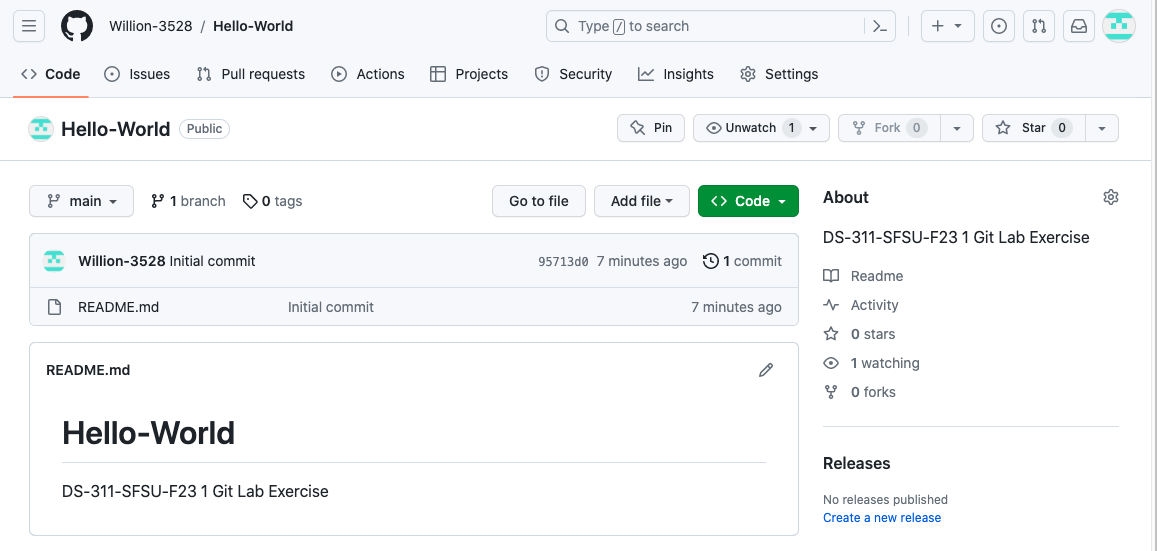 Willion-3528 / Hello-World
Type / to search
Code Issues Pull requests Actions Projects Security Insights Settings
Hello-World Public
Pin Unwatch 1 Fork 0 Star 0
main 1 branch 0 tags Go to file Add file Code
Willion-3528 Initial commit 95713d0 7 minutes ago 1 commit
README.md Initial commit 7 minutes ago
README.md
Hello-World
DS-311-SFSU-F23 1 Git Lab Exercise
About
DS-311-SFSU-F23 1 Git Lab Exercise
Readme
Activity
0 stars
1 watching
0 forks
Releases
No releases published
Create a new release